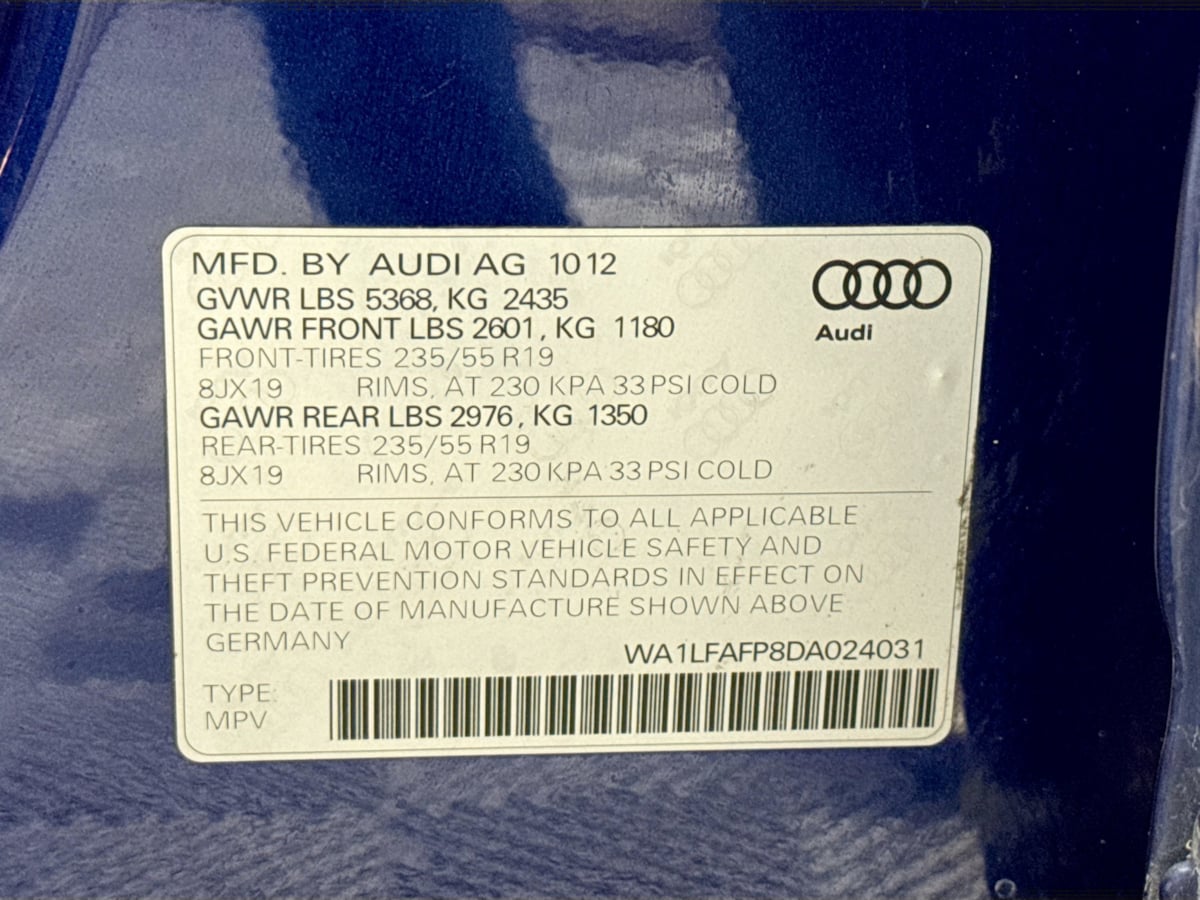 MFD. BY AUDI AG 10 12
GVWR LBS 5368, KG 2435
GAWR FRONT LBS 2601, KG 1180
FRONT-TIRES 235/55 R19
8JX19 RIMS, AT 230 KPA 33 PSI COLD
GAWR REAR LBS 2976, KG 1350
REAR-TIRES 235/55 R19
8JX19 RIMS, AT 230 KPA 33 PSI COLD
Audi
THIS VEHICLE CONFORMS TO ALL APPLICABLE
U.S. FEDERAL MOTOR VEHICLE SAFETY AND
THEFT PREVENTION STANDARDS IN EFFECT ON
THE DATE OF MANUFACTURE SHOWN ABOVE
GERMANY
WA1LFAFP8DA024031
TYPE:
MPV